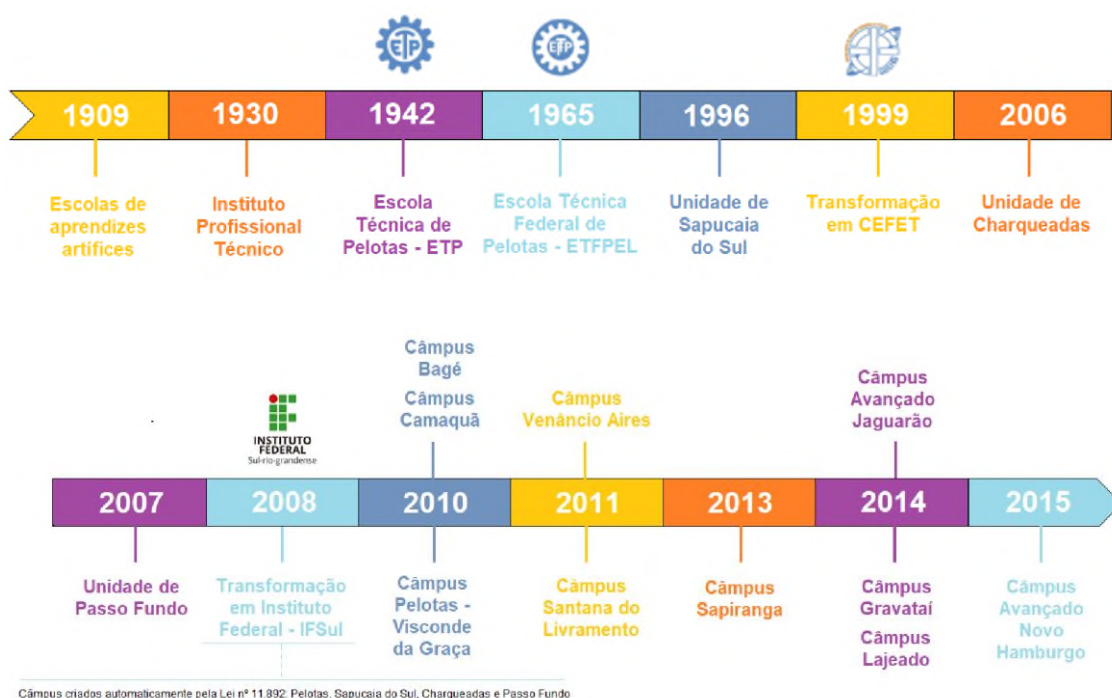 ETP
ETP
1909
1930
1942
1965
1996
1999
2006
Escolas de
aprendizes
artífices
Instituto
Profissional
Técnico
Escola
Técnica de
Pelotas - ETP
Escola Técnica
Federal de
Pelotas - ETFPEL
Unidade de
Sapucaia
do Sul
Transformação
em CEFET
Unidade de
Charqueadas
Câmpus
Bagé
Câmpus
Camaquã
Câmpus
Venâncio Aires
Câmpus
Avançado
Jaguarão
INSTITUTO
FEDERAL
Sul-rio-grandense
2007
2008
2010
2011
2013
2014
2015
Unidade de
Passo Fundo
Transformação
em Instituto
Federal - IFSul
Câmpus
Pelotas -
Visconde
da Graça
Câmpus
Santana do
Livramento
Câmpus
Sapiranga
Câmpus
Gravataí
Câmpus
Lajeado
Câmpus
Avançado
Novo
Hamburgo
Câmpus criados automaticamente pela Lei nº 11.892: Pelotas, Sapucaia do Sul, Charqueadas e Passo Fundo